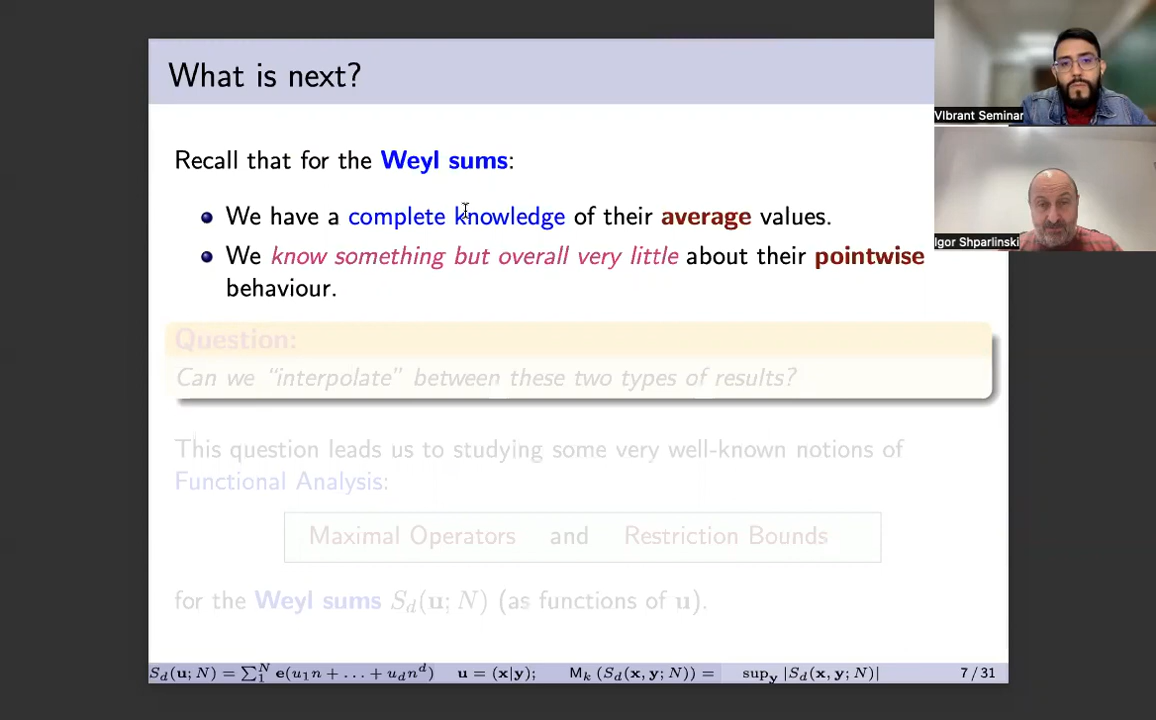 What is next?
Recall that for the Weyl sums:
We have a complete knowledge of their average values.
We know something but overall very little about their pointwise
behaviour.
Question:
Can we “interpolate” between these two types of results?
This question leads us to studying some very well-known notions of
Functional Analysis:
Maximal Operators and Restriction Bounds
for the Weyl sums S_d(u; N) (as functions of u).
S_d(u; N) = ∑_1^N e(u_1n + . . . + u_dn^d) u = (x|y); M_k (S_d(x, y; N)) = sup_y |S_d(x, y; N)| 7 / 31
VIbrant Seminar
Igor Shparlinski